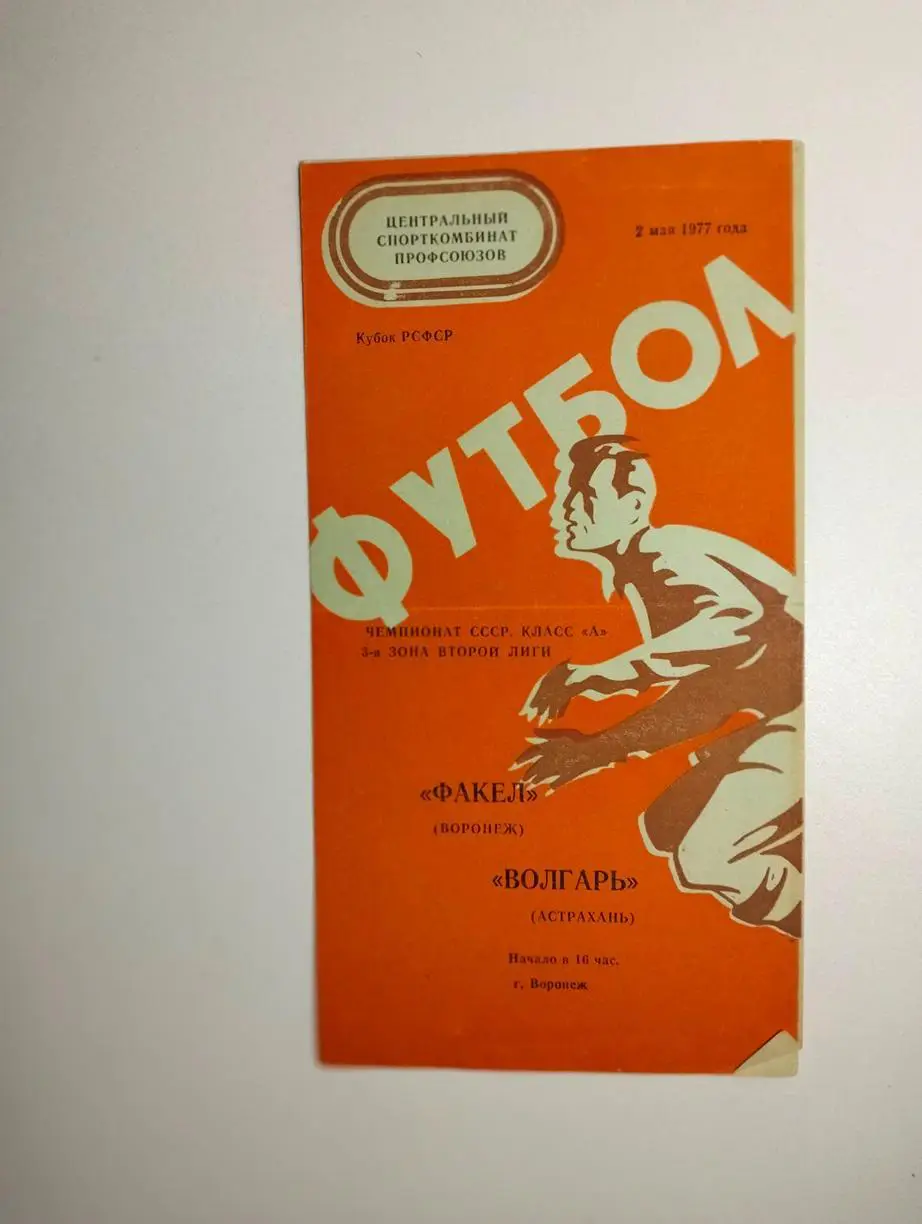 ЦЕНТРАЛЬНЫЙ
СПОРТКОМБИНАТ
ПРОФСОЮЗОВ
2 мая 1977 года
Кубок РСФСР
ФУТБОЛ
ЧЕМПИОНАТ СССР. КЛАСС «А»
3-я ЗОНА ВТОРОЙ ЛИГИ
«ФАКЕЛ»
(ВОРОНЕЖ)
«ВОЛГАРЬ»
(АСТРАХАНЬ)
Начало в 16 час.
г. Воронеж